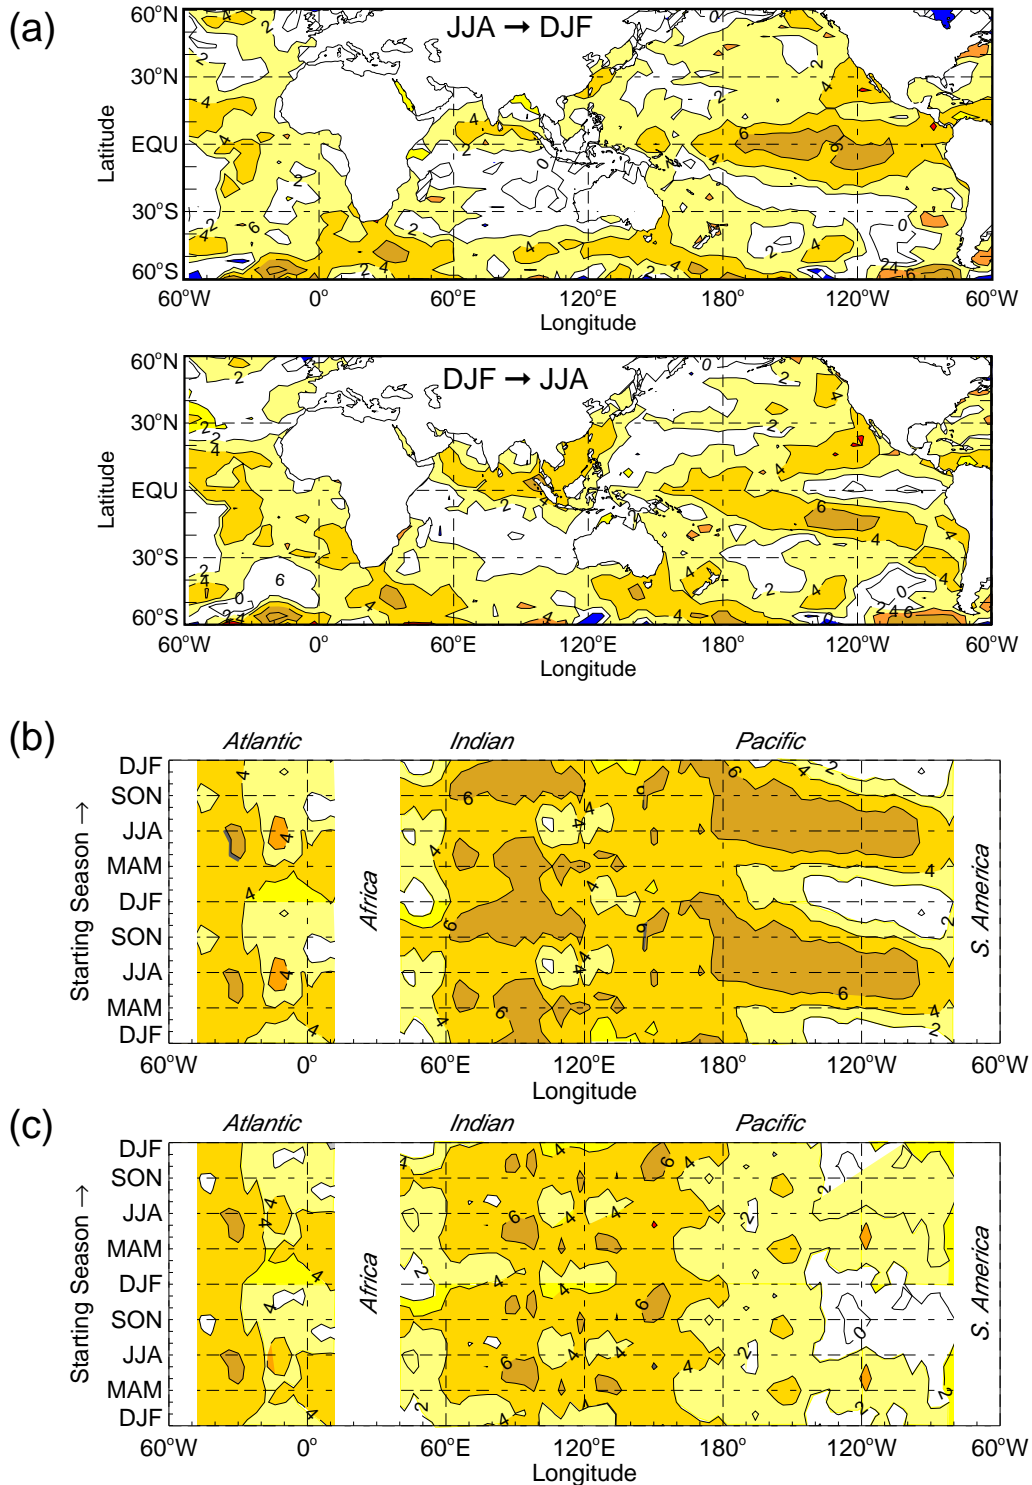 (a)
JJA → DJF
60°N
30°N
EQU
30°S
60°S
Latitude
60°W 0° 60°E 120°E 180° 120°W 60°W
Longitude
DJF → JJA
60°N
30°N
EQU
30°S
60°S
Latitude
60°W 0° 60°E 120°E 180° 120°W 60°W
Longitude
(b)
Atlantic Indian Pacific
DJF
SON
JJA
MAM
DJF
SON
JJA
MAM
DJF
Starting Season →
Africa
S. America
60°W 0° 60°E 120°E 180° 120°W 60°W
Longitude
(c)
Atlantic Indian Pacific
DJF
SON
JJA
MAM
DJF
SON
JJA
MAM
DJF
Starting Season →
Africa
S. America
60°W 0° 60°E 120°E 180° 120°W 60°W
Longitude